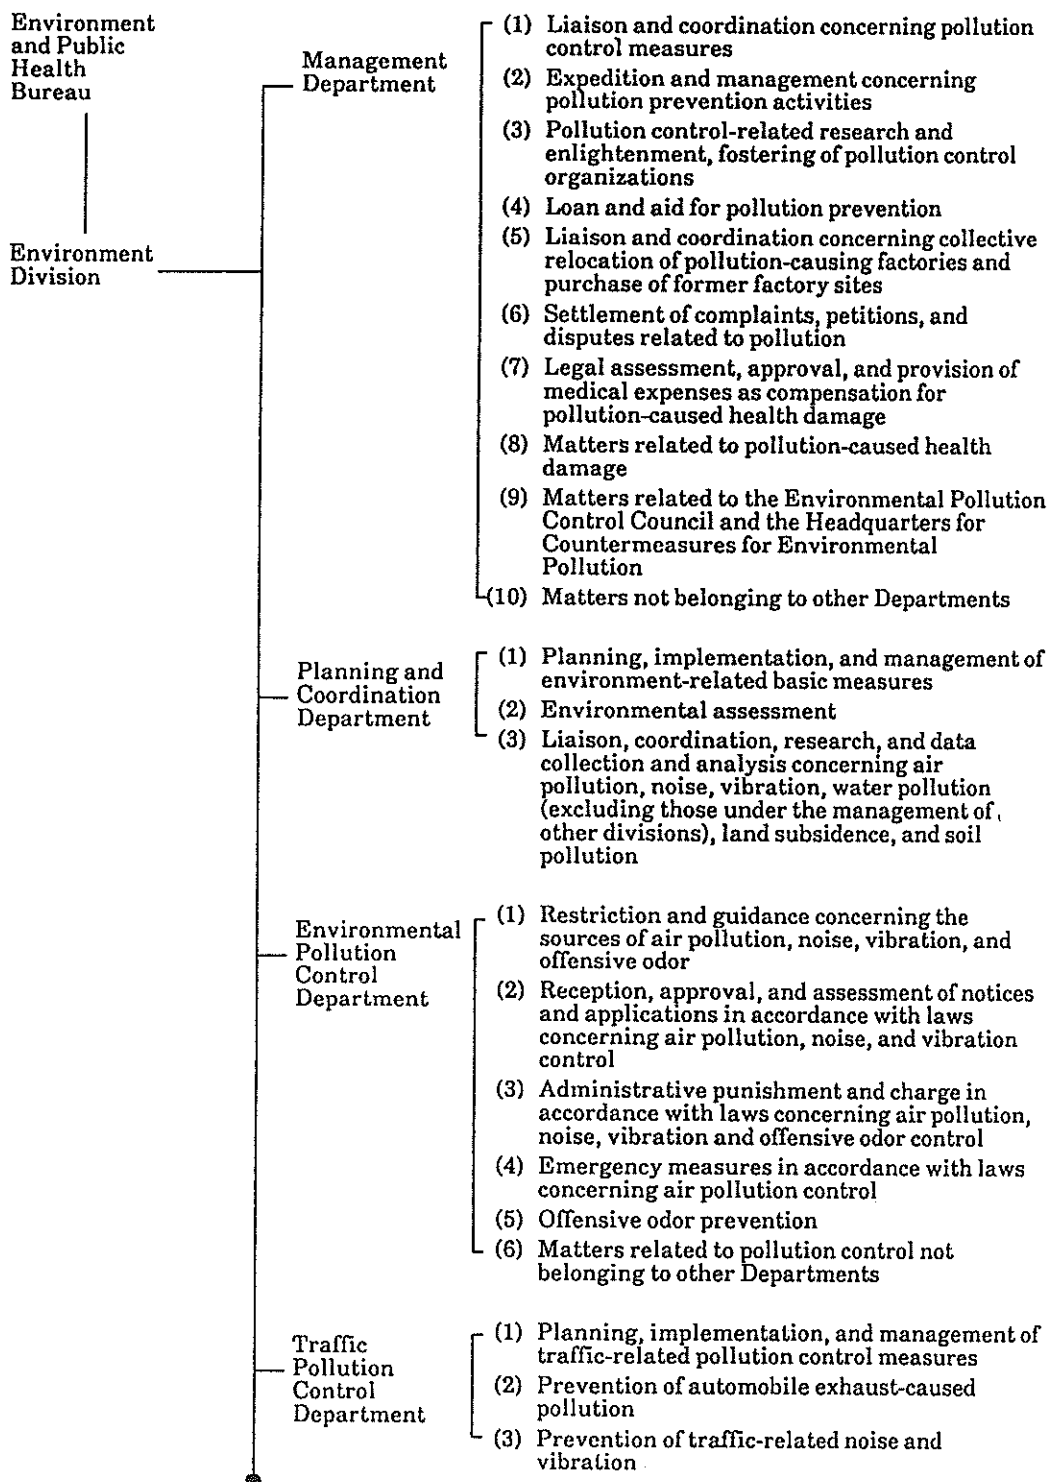 Environment
and Public
Health
Bureau
Environment
Division
Management
Department
(1) Liaison and coordination concerning pollution
control measures
(2) Expedition and management concerning
pollution prevention activities
(3) Pollution control-related research and
enlightenment, fostering of pollution control
organizations
(4) Loan and aid for pollution prevention
(5) Liaison and coordination concerning collective
relocation of pollution-causing factories and
purchase of former factory sites
(6) Settlement of complaints, petitions, and
disputes related to pollution
(7) Legal assessment, approval, and provision of
medical expenses as compensation for
pollution-caused health damage
(8) Matters related to pollution-caused health
damage
(9) Matters related to the Environmental Pollution
Control Council and the Headquarters for
Countermeasures for Environmental
Pollution
(10) Matters not belonging to other Departments
Planning and
Coordination
Department
(1) Planning, implementation, and management of
environment-related basic measures
(2) Environmental assessment
(3) Liaison, coordination, research, and data
collection and analysis concerning air
pollution, noise, vibration, water pollution
(excluding those under the management of
other divisions), land subsidence, and soil
pollution
Environmental
Pollution
Control
Department
(1) Restriction and guidance concerning the
sources of air pollution, noise, vibration, and
offensive odor
(2) Reception, approval, and assessment of notices
and applications in accordance with laws
concerning air pollution, noise, and vibration
control
(3) Administrative punishment and charge in
accordance with laws concerning air pollution,
noise, vibration and offensive odor control
(4) Emergency measures in accordance with laws
concerning air pollution control
(5) Offensive odor prevention
(6) Matters related to pollution control not
belonging to other Departments
Traffic
Pollution
Control
Department
(1) Planning, implementation, and management of
traffic-related pollution control measures
(2) Prevention of automobile exhaust-caused
pollution
(3) Prevention of traffic-related noise and
vibration